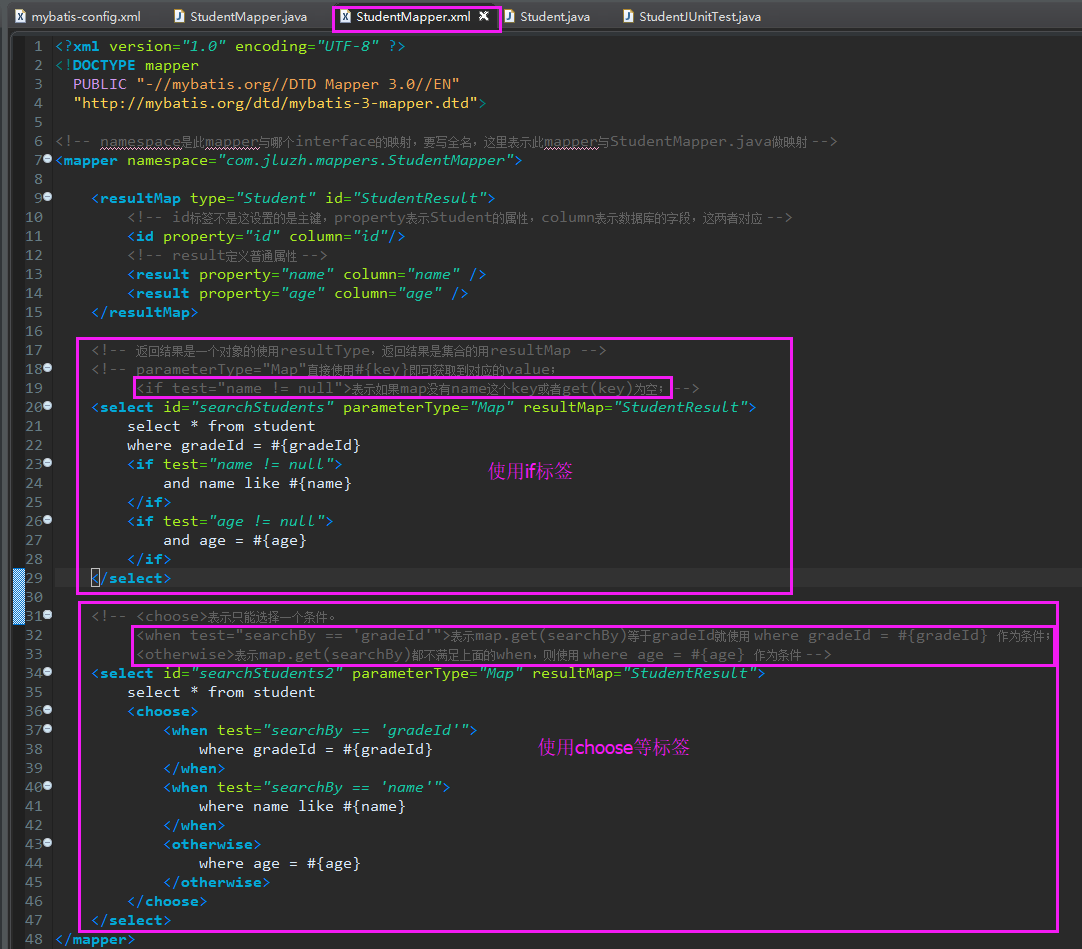 mybatis-config.xml StudentMapper.java StudentMapper.xml Student.java StudentJUnitTest.java
1 <?xml version="1.0" encoding="UTF-8" ?>
2 <!DOCTYPE mapper
3 PUBLIC "-//mybatis.org//DTD Mapper 3.0//EN"
4 "http://mybatis.org/dtd/mybatis-3-mapper.dtd">
5
6 <!-- namespace是此mapper与哪个interface的映射，要写全名，这里表示此mapper与StudentMapper.java做映射 -->
7 <mapper namespace="com.jluzh.mappers.StudentMapper">
8
9 <resultMap type="Student" id="StudentResult">
10 <!-- id标签不是这设置的是主键，property表示Student的属性，column表示数据库的字段，这两者对应 -->
11 <id property="id" column="id"/>
12 <!-- result定义普通属性 -->
13 <result property="name" column="name" />
14 <result property="age" column="age" />
15 </resultMap>
16
17 <!-- 返回结果是一个对象的使用resultType，返回结果是集合的用resultMap -->
18 <!-- parameterType="Map"直接使用#{key}即可获取到对应的value；
19 <if test="name != null">表示如果map没有name这个key或者get(key)为空； -->
20 <select id="searchStudents" parameterType="Map" resultMap="StudentResult">
21 select * from student
22 where gradeId = #{gradeId}
23 <if test="name != null">
使用if标签
24 and name like #{name}
25 </if>
26 <if test="age != null">
27 and age = #{age}
28 </if>
29 </select>
30
31 <!-- <choose>表示只能选择一个条件。
32 <when test="searchBy == 'gradeId'">表示map.get(searchBy)等于gradeId就使用 where gradeId = #{gradeId} 作为条件；
33 <otherwise>表示map.get(searchBy)都不满足上面的when，则使用 where age = #{age} 作为条件 -->
34 <select id="searchStudents2" parameterType="Map" resultMap="StudentResult">
35 select * from student
36 <choose>
37 <when test="searchBy == 'gradeId'">
38 where gradeId = #{gradeId}
使用choose等标签
39 </when>
40 <when test="searchBy == 'name'">
41 where name like #{name}
42 </when>
43 <otherwise>
44 where age = #{age}
45 </otherwise>
46 </choose>
47 </select>
48 </mapper>